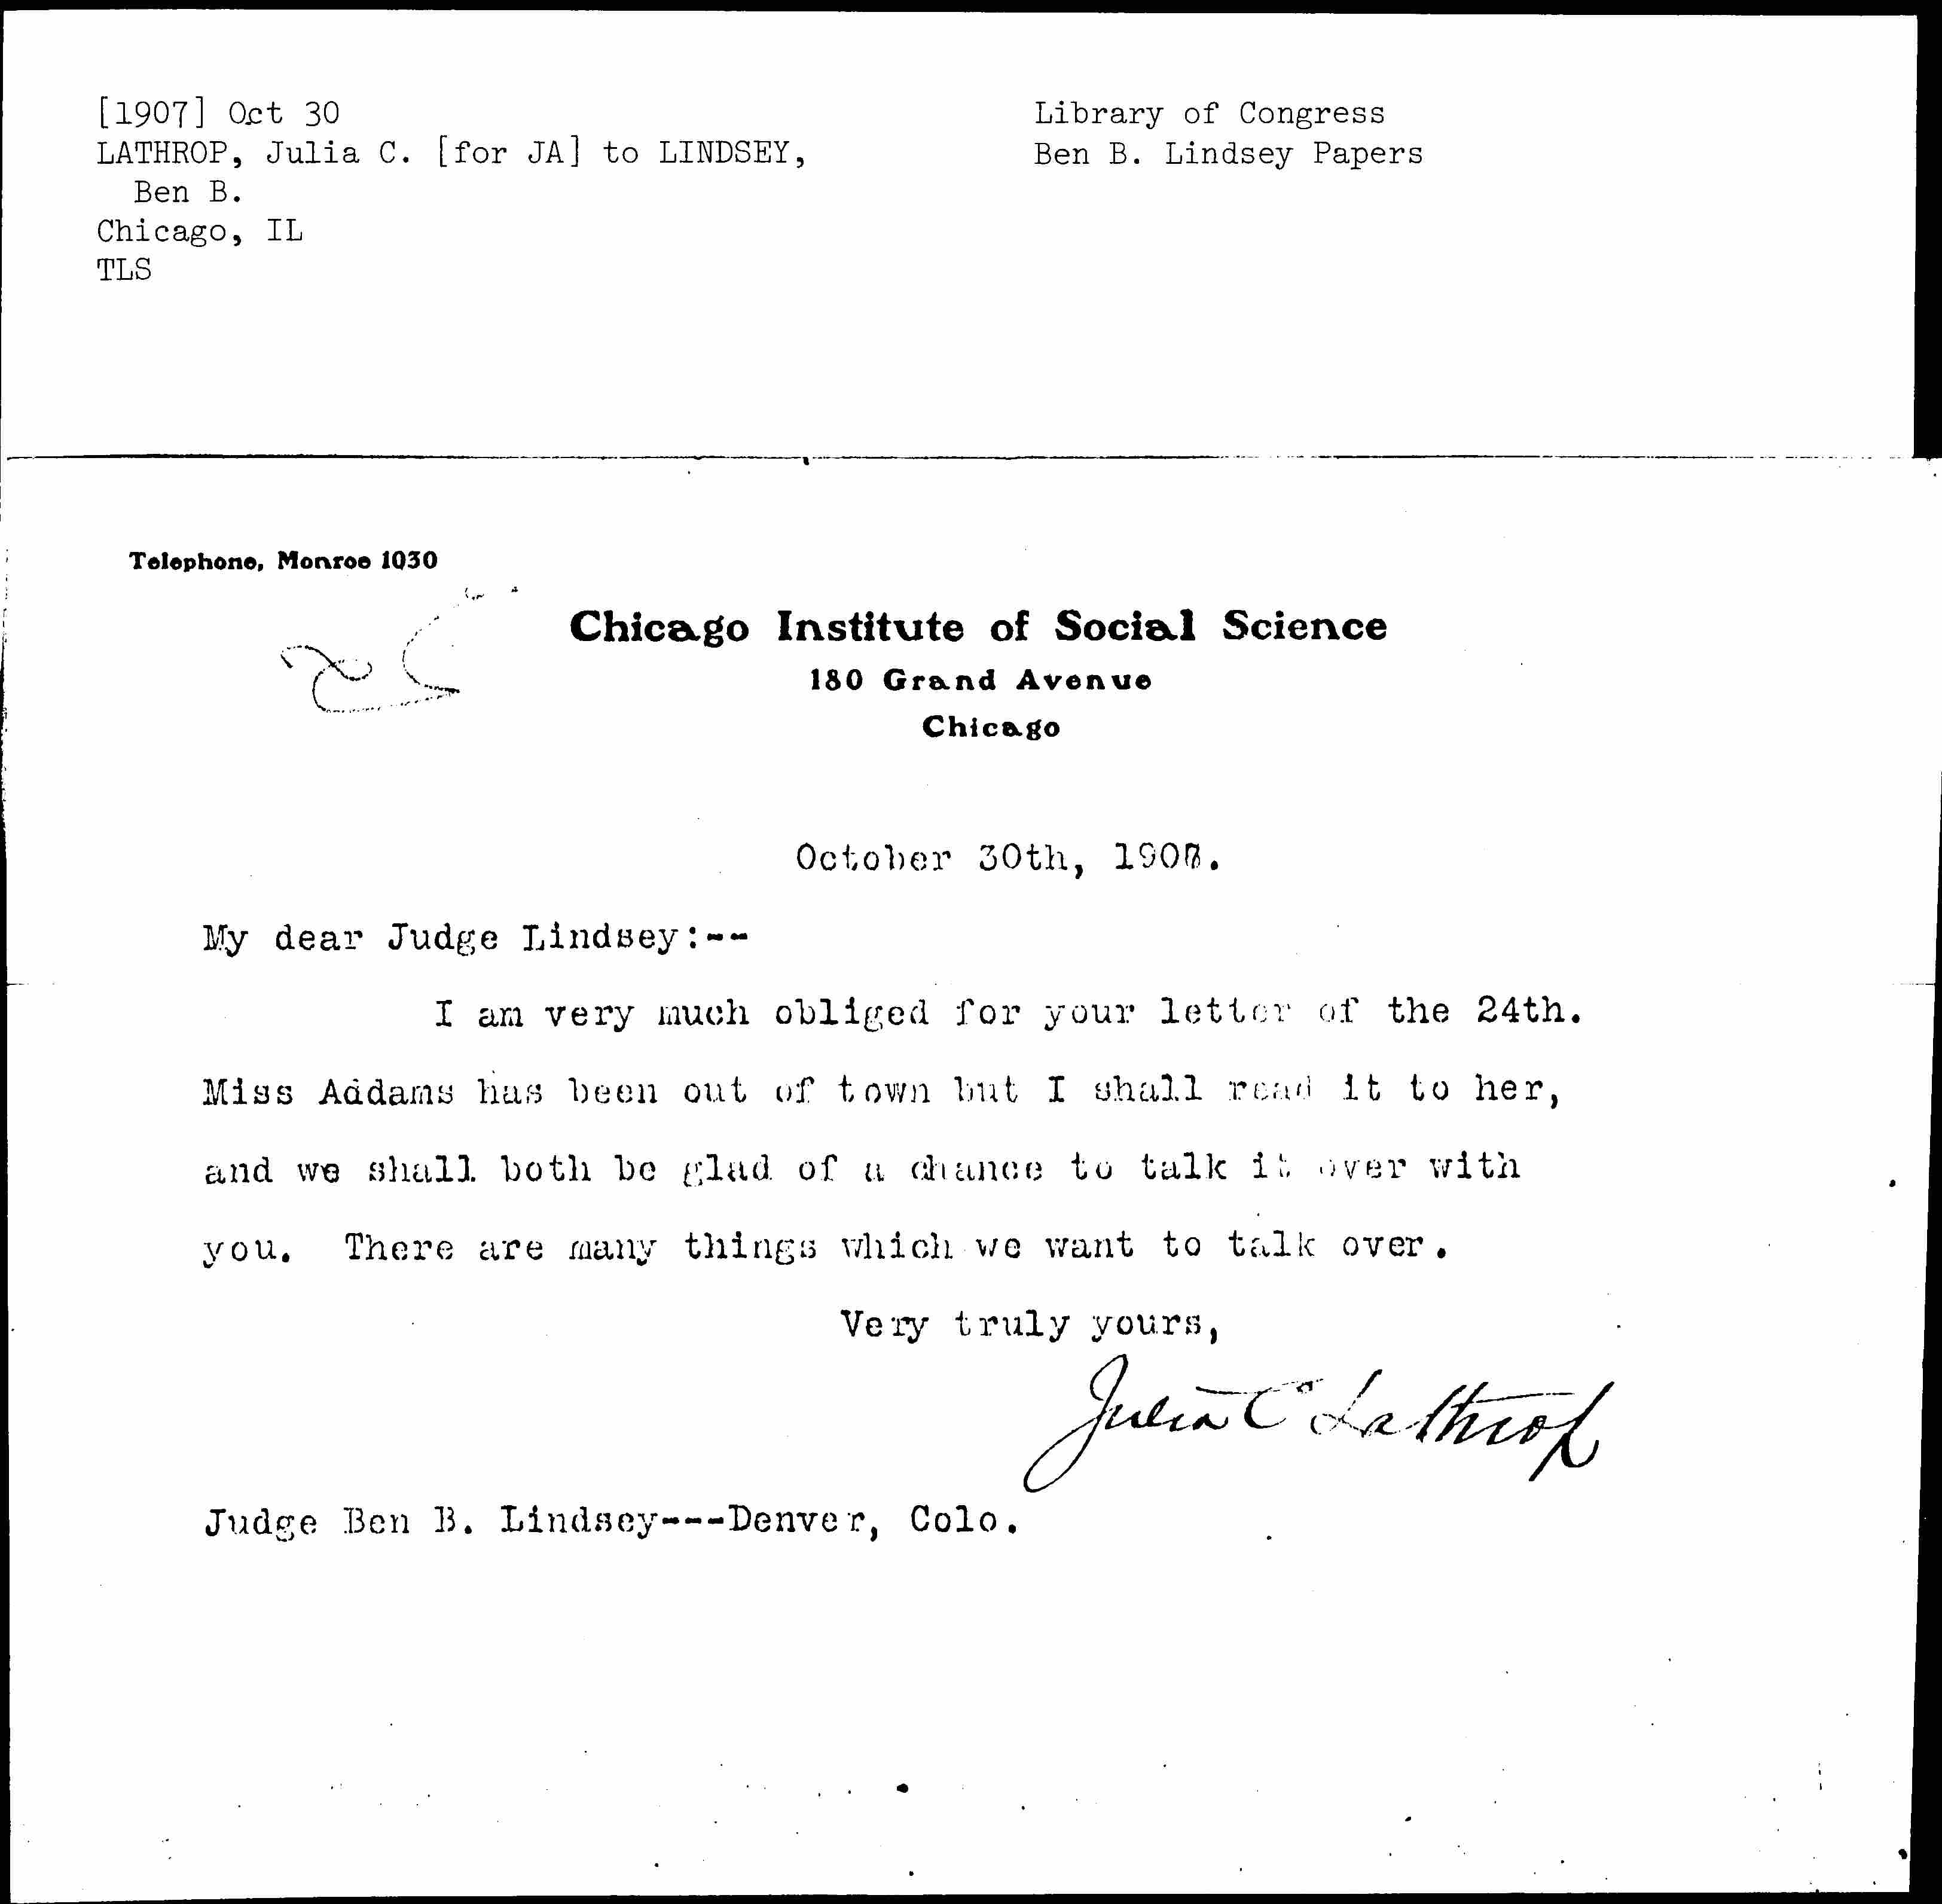 [1907] Oct 30
LATHROP, Julia C. [for JA] to LINDSEY,
Ben B.
Chicago, IL
TLS
Library of Congress
Ben B. Lindsey Papers
Telephone, Monroe 1030
Chicago Institute of Social Science
180 Grand Avenue
Chicago
October 30th, 1907.
My dear Judge Lindsey:--
I am very much obliged for your letter of the 24th.
Miss Addams has been out of town but I shall read it to her,
and we shall both be glad of a chance to talk it over with
you. There are many things which we want to talk over.
Very truly yours,
Julia C. Lathrop
Judge Ben B. Lindsey---Denver, Colo.